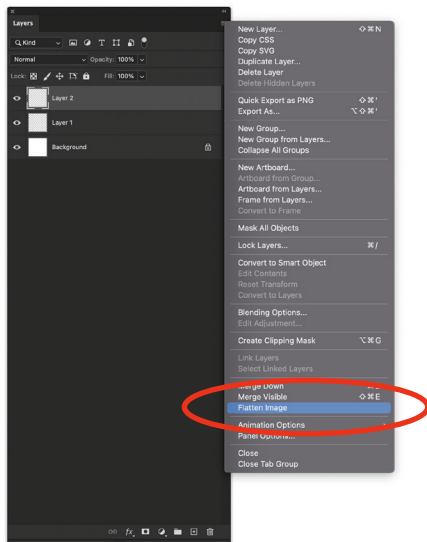 Layers
Kind
Normal
Opacity: 100%
Lock:
Fill: 100%
Layer 2
Layer 1
Background
New Layer... ⇧⌘N
Copy CSS
Copy SVG
Duplicate Layer...
Delete Layer
Delete Hidden Layers
Quick Export as PNG ⇧⌘'
Export As... ⌥⇧⌘'
New Group...
New Group from Layers...
Collapse All Groups
New Artboard...
Artboard from Group...
Artboard from Layers...
Frame from Layers...
Convert to Frame
Mask All Objects
Lock Layers... ⌘/
Convert to Smart Object
Edit Contents
Reset Transform
Convert to Layers
Blending Options...
Edit Adjustment...
Create Clipping Mask ⌥⌘G
Link Layers
Select Linked Layers
Merge Down
Merge Visible ⇧⌘E
Flatten Image
Animation Options
Panel Options...
Close
Close Tab Group
fx